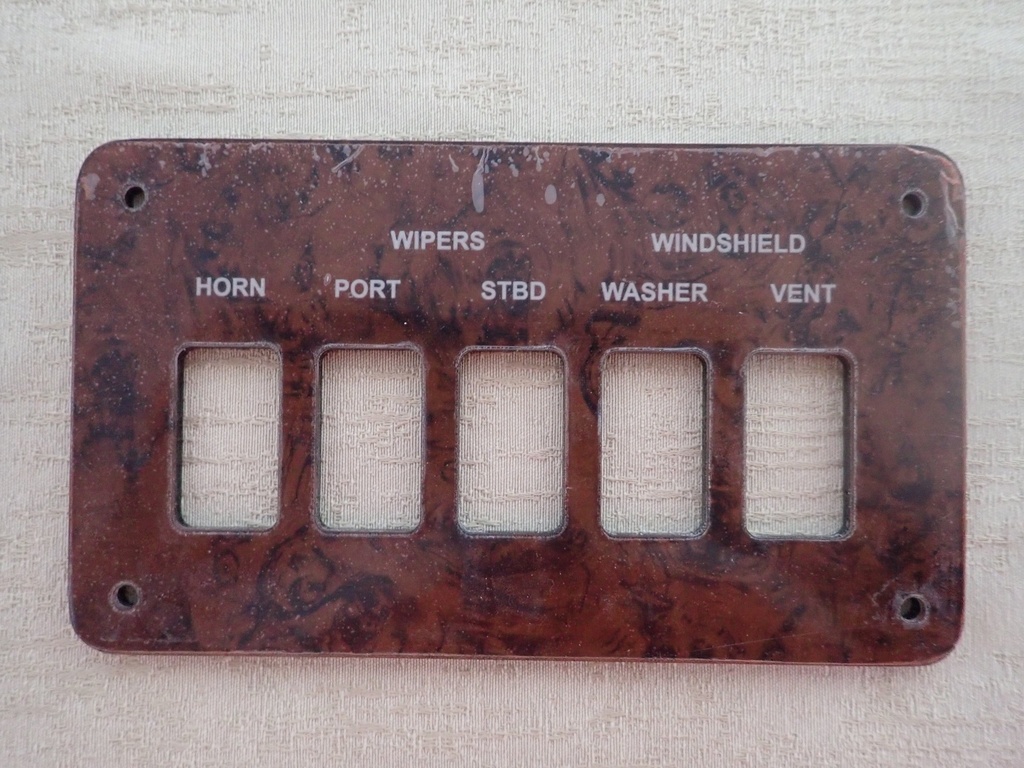 WIPERS WINDSHIELD
HORN PORT STBD WASHER VENT